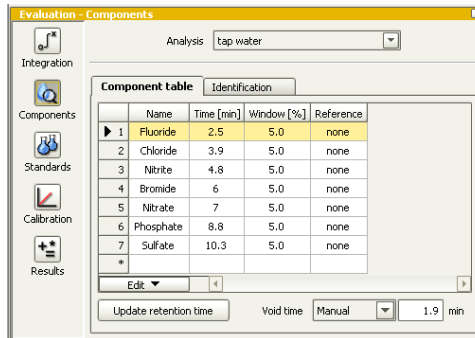 Evaluation - Components
Analysis tap water
Integration
Components
Standards
Calibration
Results
Component table Identification
Name Time [min] Window [%] Reference
1 Fluoride 2.5 5.0 none
2 Chloride 3.9 5.0 none
3 Nitrite 4.8 5.0 none
4 Bromide 6 5.0 none
5 Nitrate 7 5.0 none
6 Phosphate 8.8 5.0 none
7 Sulfate 10.3 5.0 none
*
Edit
Update retention time Void time Manual 1.9 min